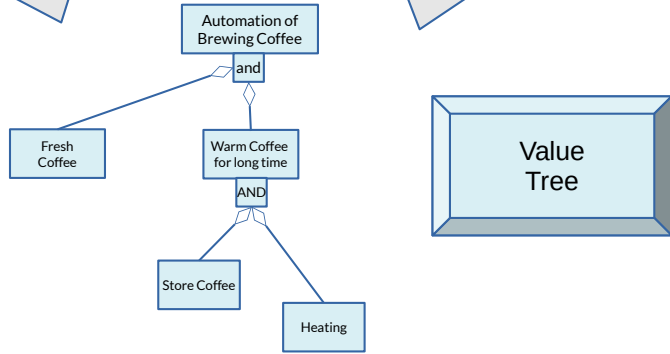 Automation of
Brewing Coffee
and
Fresh
Coffee
Warm Coffee
for long time
AND
Store Coffee
Heating
Value
Tree